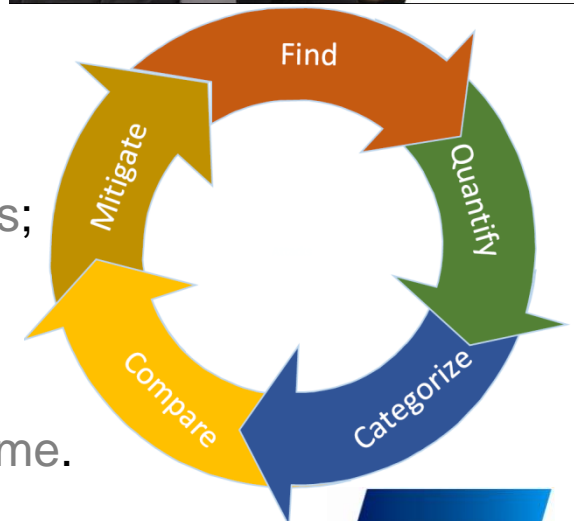 Find
Quantify
Categorize
Compare
Mitigate
s;
me.